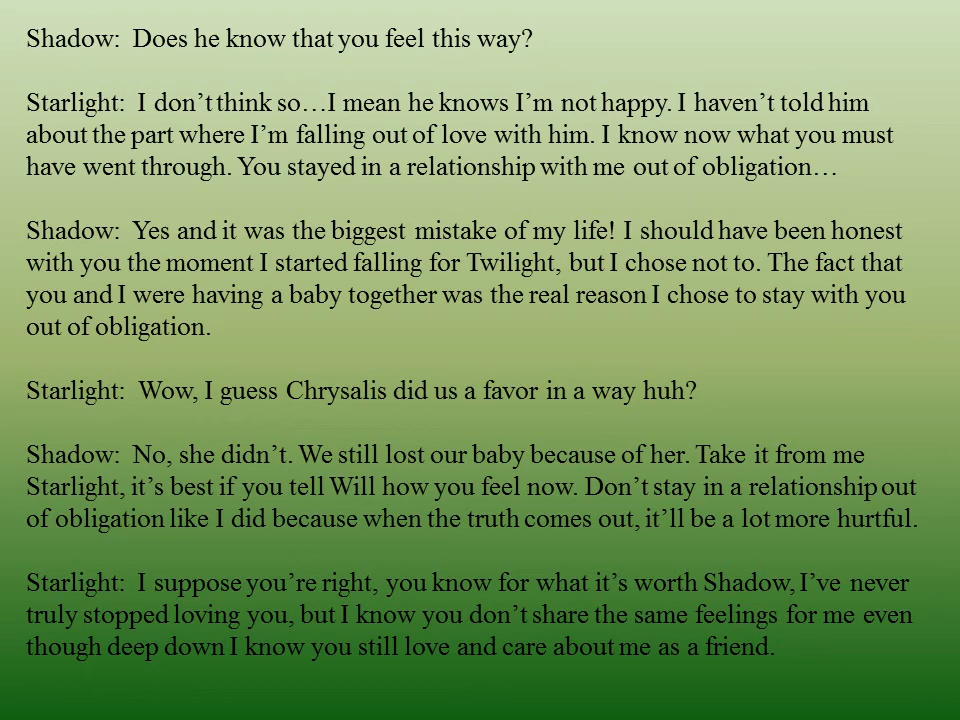 Shadow:  Does he know that you feel this way?
Starlight:  I don’t think so…I mean he knows I’m not happy. I haven’t told him
about the part where I’m falling out of love with him. I know now what you must
have went through. You stayed in a relationship with me out of obligation…
Shadow:  Yes and it was the biggest mistake of my life! I should have been honest
with you the moment I started falling for Twilight, but I chose not to. The fact that
you and I were having a baby together was the real reason I chose to stay with you
out of obligation.
Starlight:  Wow, I guess Chrysalis did us a favor in a way huh?
Shadow:  No, she didn’t. We still lost our baby because of her. Take it from me
Starlight, it’s best if you tell Will how you feel now. Don’t stay in a relationship out
of obligation like I did because when the truth comes out, it’ll be a lot more hurtful.
Starlight:  I suppose you’re right, you know for what it’s worth Shadow, I’ve never
truly stopped loving you, but I know you don’t share the same feelings for me even
though deep down I know you still love and care about me as a friend.